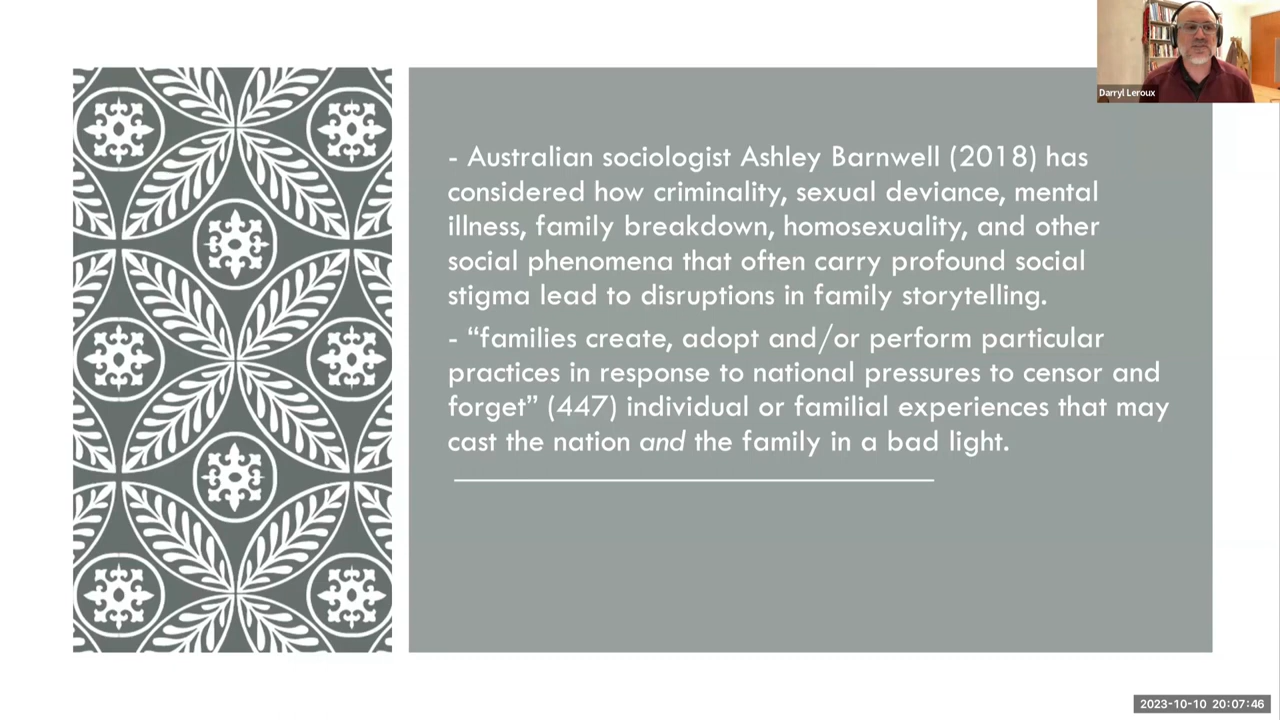 Darryl Leroux
- Australian sociologist Ashley Barnwell (2018) has
considered how criminality, sexual deviance, mental
illness, family breakdown, homosexuality, and other
social phenomena that often carry profound social
stigma lead to disruptions in family storytelling.
- “families create, adopt and/or perform particular
practices in response to national pressures to censor and
forget” (447) individual or familial experiences that may
cast the nation and the family in a bad light.
2023-10-10 20:07:46